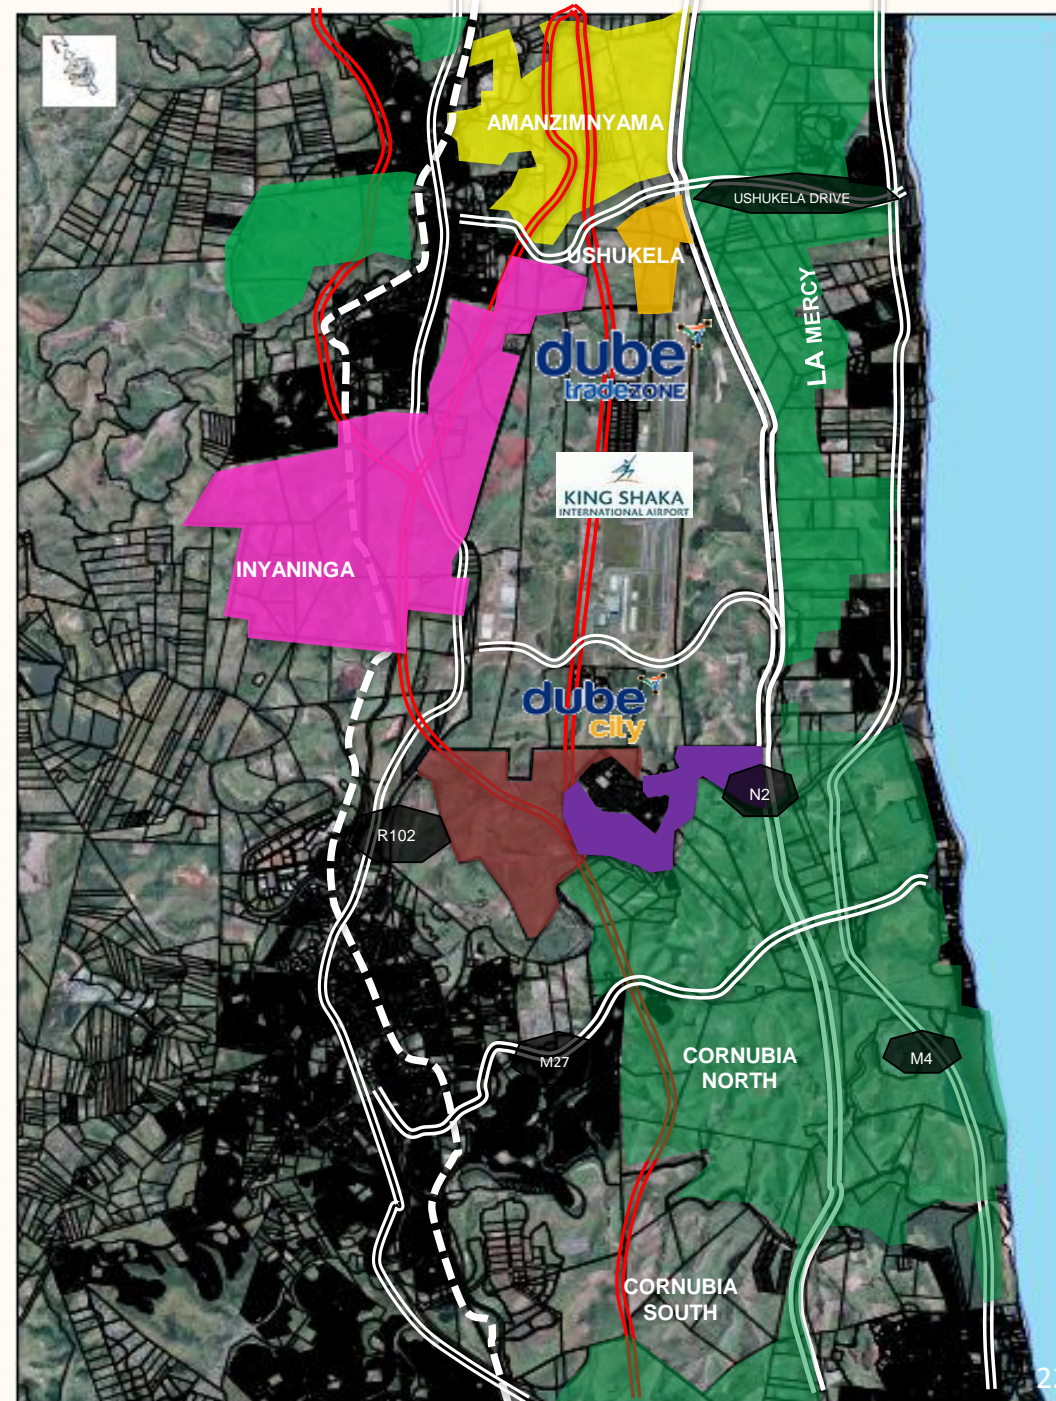 AMANZIMNYAMA
USHUKELA DRIVE
USHUKELA
LA MERCY
dube
tradezone
KING SHAKA
INTERNATIONAL AIRPORT
INYANINGA
dube
city
N2
R102
M27
CORNUBIA
NORTH
M4
CORNUBIA
SOUTH